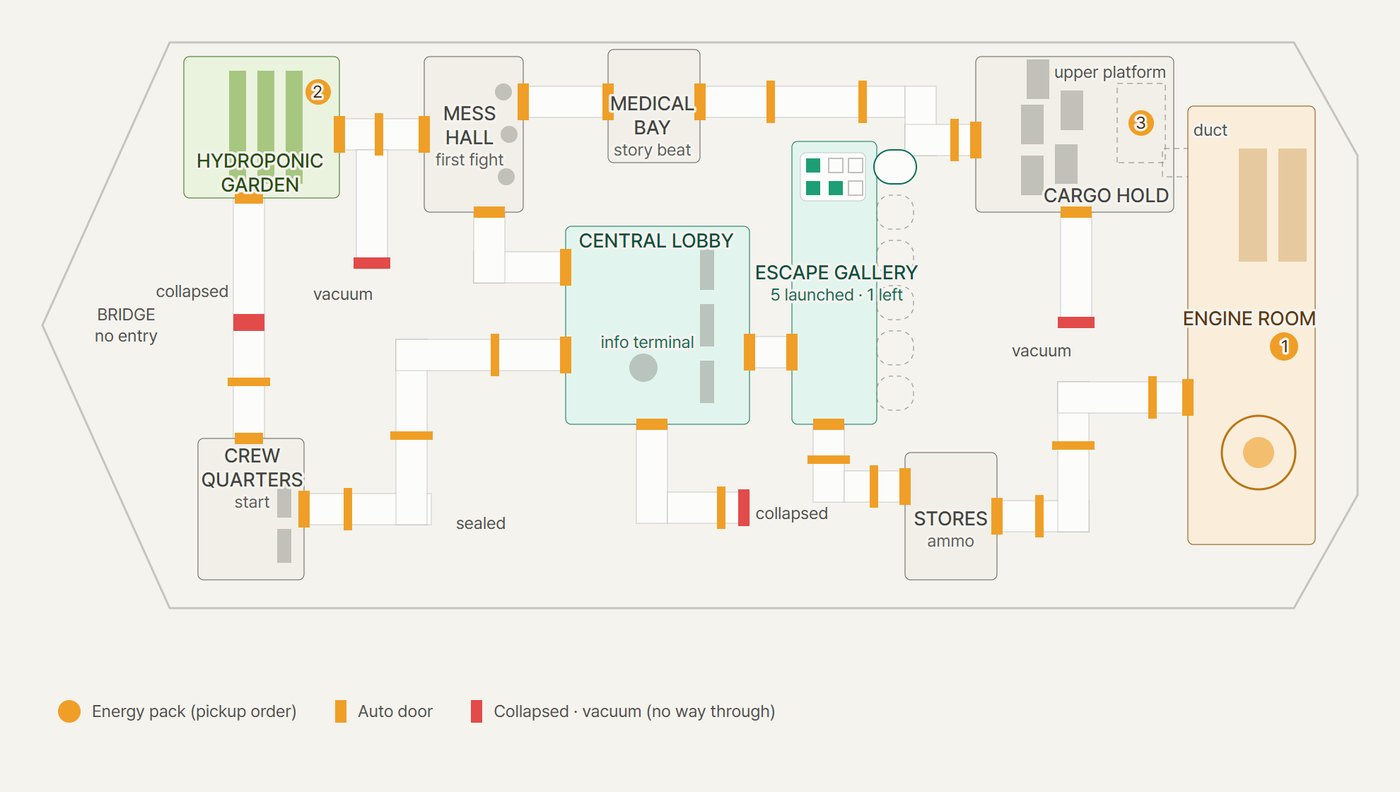 upper platform
2
MESS
HALL
first fight
MEDICAL
BAY
story beat
3
duct
HYDROPONIC
GARDEN
CARGO HOLD
CENTRAL LOBBY
ESCAPE GALLERY
5 launched · 1 left
collapsed
vacuum
BRIDGE
no entry
info terminal
vacuum
ENGINE ROOM
1
CREW
QUARTERS
start
sealed
collapsed
STORES
ammo
Energy pack (pickup order)
Auto door
Collapsed · vacuum (no way through)